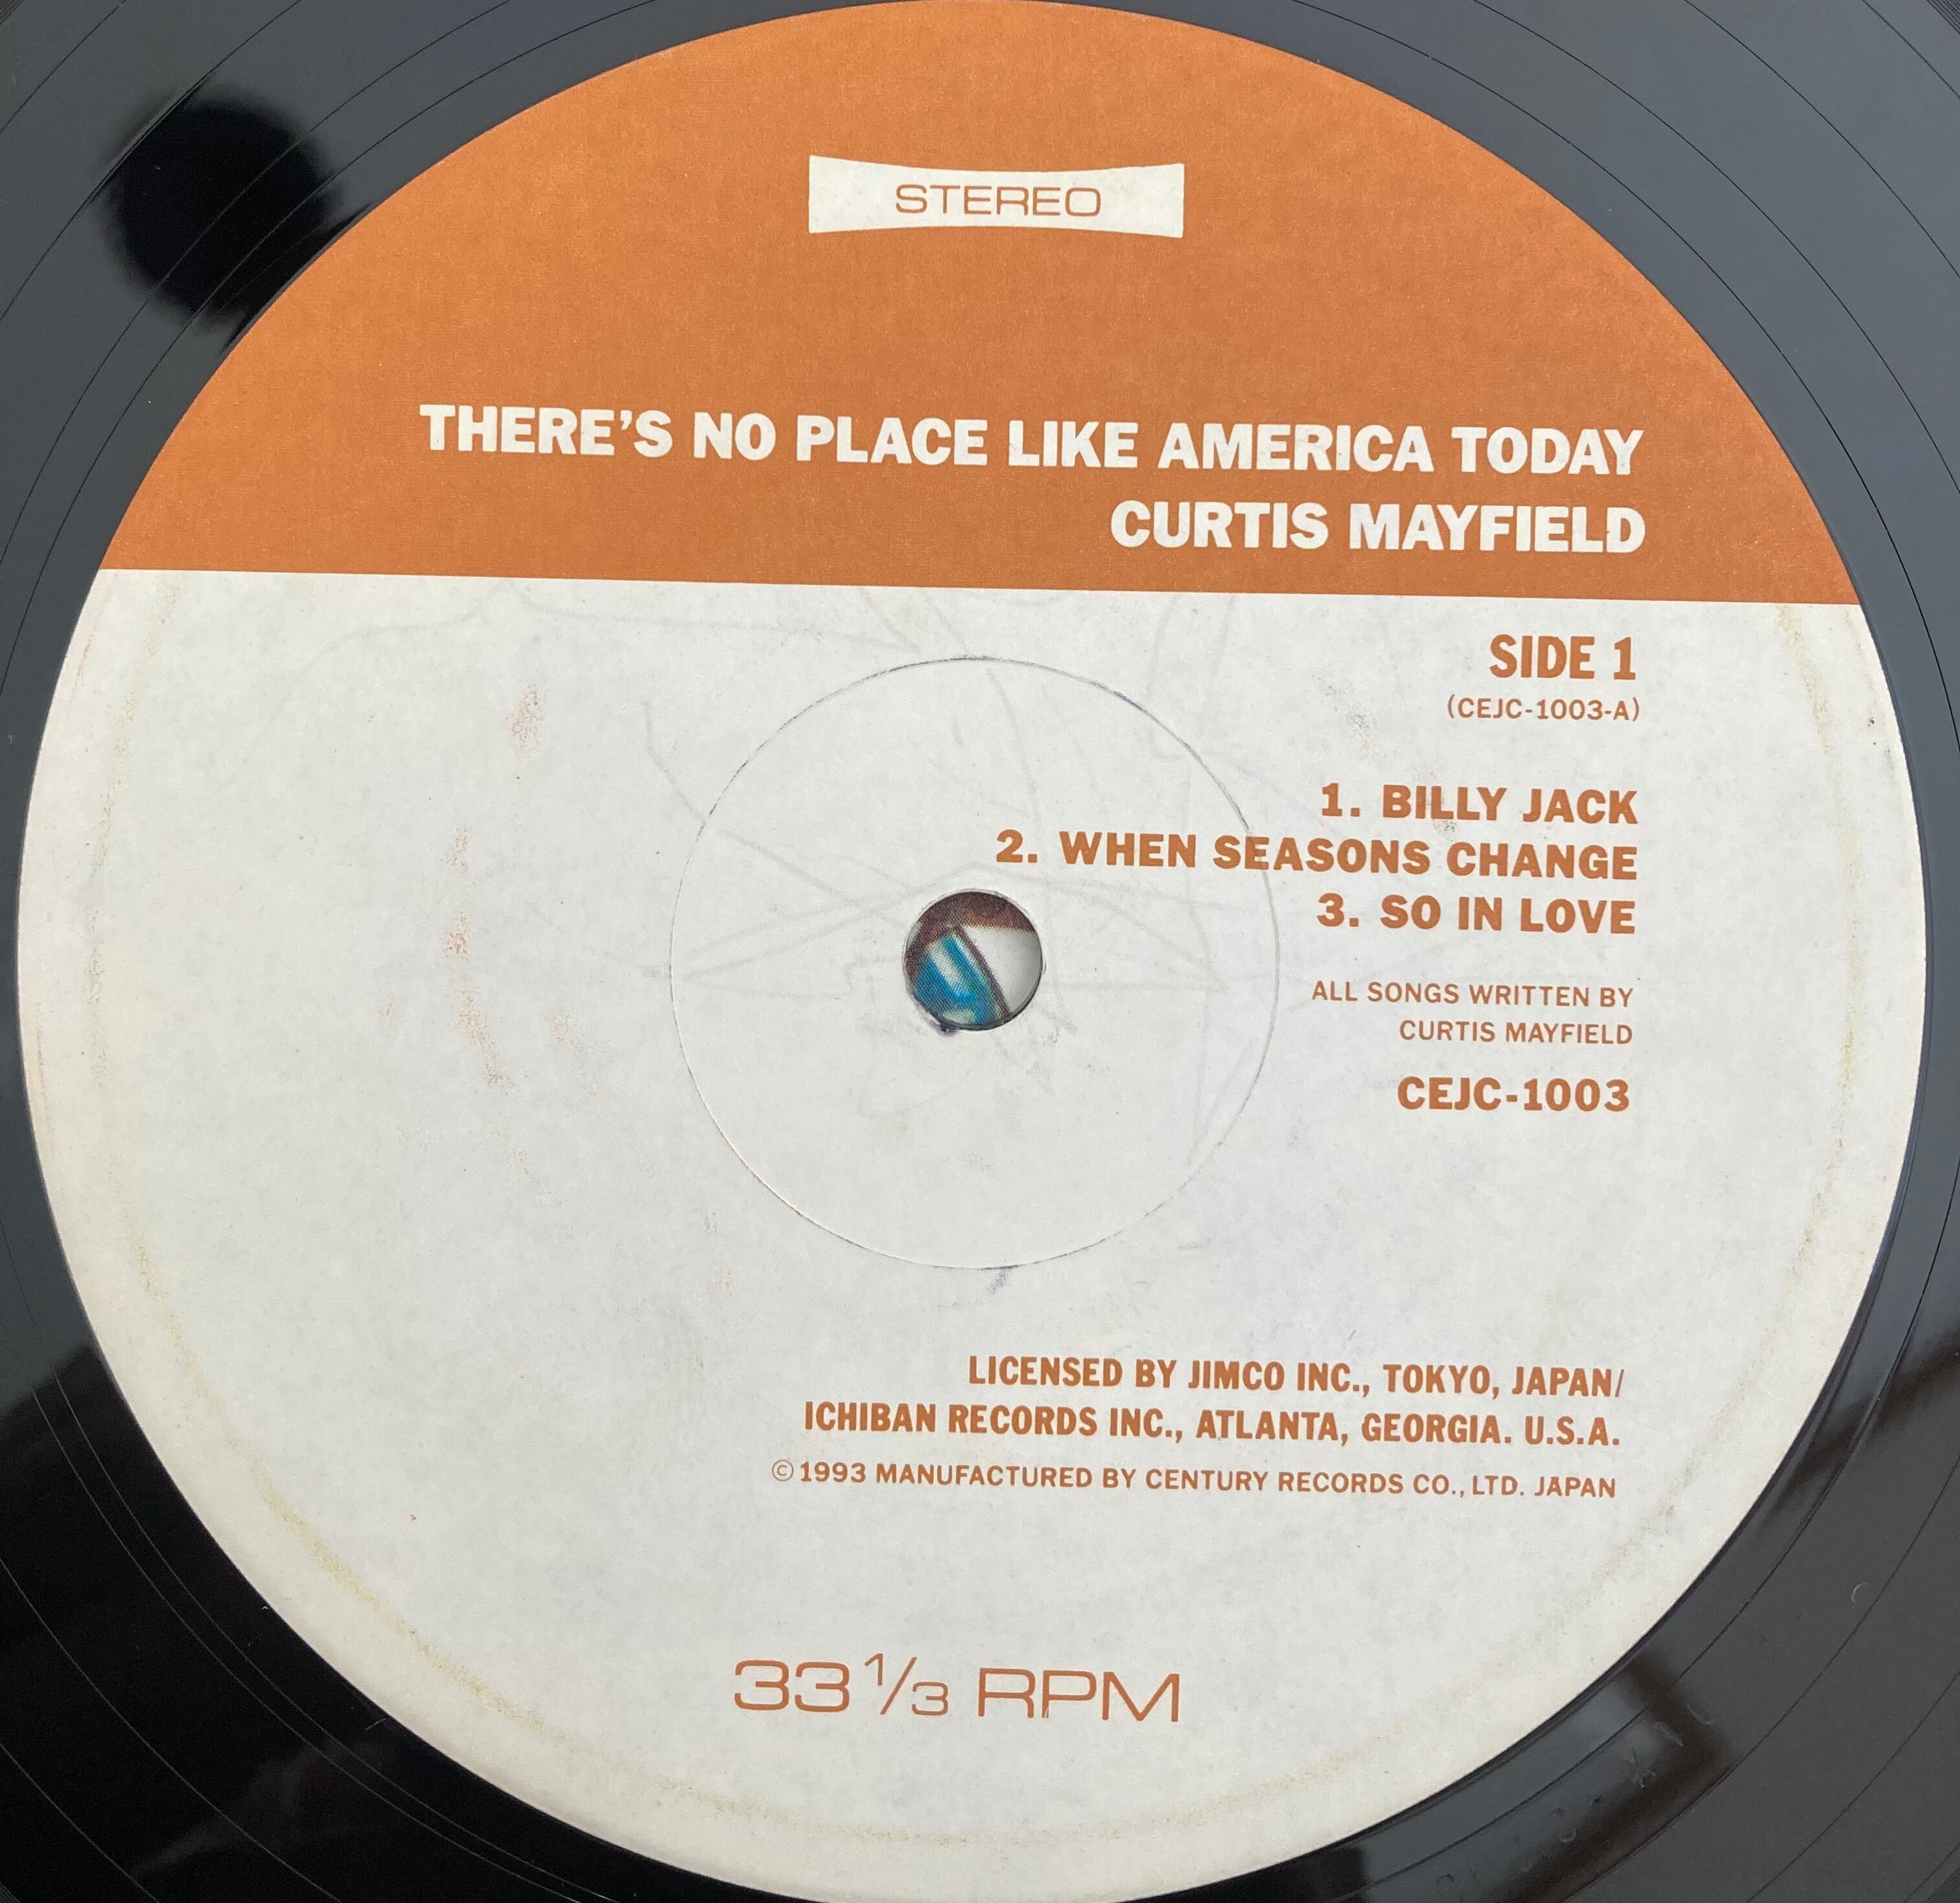 STEREO
THERE'S NO PLACE LIKE AMERICA TODAY
CURTIS MAYFIELD
SIDE 1
(CEJC-1003-A)
1. BILLY JACK
2. WHEN SEASONS CHANGE
3. SO IN LOVE
ALL SONGS WRITTEN BY
CURTIS MAYFIELD
CEJC-1003
LICENSED BY JIMCO INC., TOKYO, JAPAN/
ICHIBAN RECORDS INC., ATLANTA, GEORGIA. U.S.A.
©1993 MANUFACTURED BY CENTURY RECORDS CO., LTD. JAPAN
33 1/3 RPM